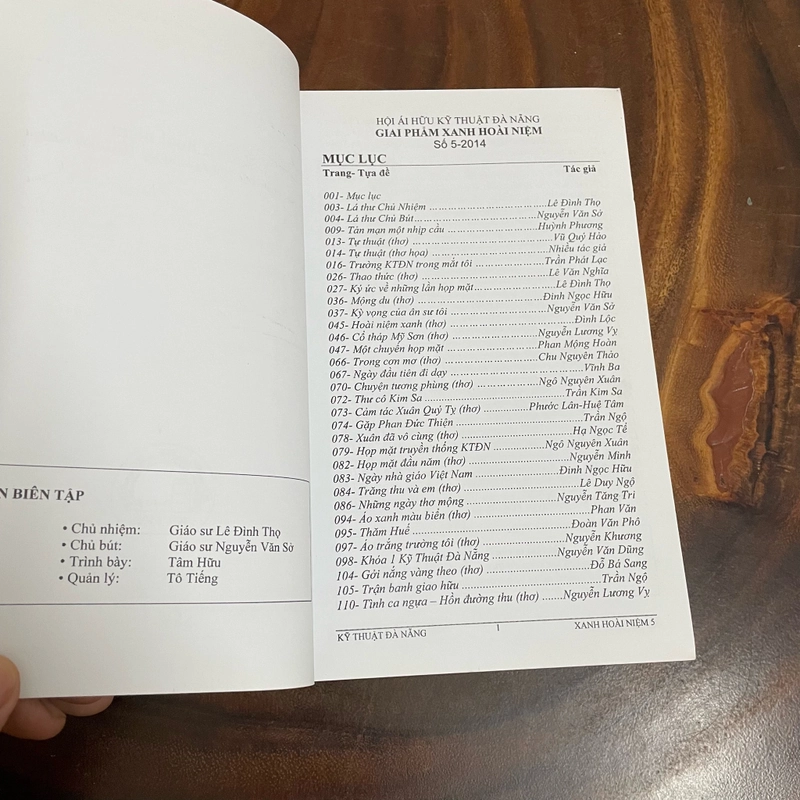 N BIÊN TẬP
• Chủ nhiệm: Giáo sư Lê Đình Thọ
• Chủ bút: Giáo sư Nguyễn Văn Sở
• Trình bày: Tâm Hữu
• Quản lý: Tô Tiếng
HỘI ÁI HỮU KỸ THUẬT ĐÀ NẴNG
GIAI PHẨM XANH HOÀI NIỆM
Số 5-2014
MỤC LỤC
Trang- Tựa đề Tác giả
001- Mục lục
003- Lá thư Chủ Nhiệm Lê Đình Thọ
004- Lá thư Chủ Bút Nguyễn Văn Sở
009- Tản mạn một nhịp cầu Huỳnh Phương
013- Tự thuật (thơ) Vũ Quý Hảo
014- Tự thuật (thơ họa) Nhiều tác giả
016- Trường KTĐN trong mắt tôi Trần Phát Lạc
026- Thao thức (thơ) Lê Văn Nghĩa
027- Ký ức về những lần họp mặt Lê Đình Thọ
036- Mộng du (thơ) Đinh Ngọc Hữu
037- Kỳ vọng của ân sư tôi Nguyễn Văn Sở
045- Hoài niệm xanh (thơ) Đình Lộc
046- Cổ tháp Mỹ Sơn (thơ) Nguyễn Lương Vỵ
047- Một chuyến họp mặt Phan Mộng Hoàn
066- Trong cơn mơ (thơ) Chu Nguyên Thảo
067- Ngày đầu tiên đi dạy Vĩnh Ba
070- Chuyện tương phùng (thơ) Ngô Nguyên Xuân
072- Thư cô Kim Sa Trần Kim Sa
073- Cảm tác Xuân Quý Tỵ (thơ) Phước Lân-Huệ Tâm
074- Gặp Phan Đức Thiện Trần Ngộ
078- Xuân đã vô cùng (thơ) Hạ Ngọc Tề
079- Họp mặt truyền thống KTĐN Ngô Nguyên Xuân
082- Họp mặt đầu năm (thơ) Nguyễn Minh
083- Ngày nhà giáo Việt Nam Đinh Ngọc Hữu
084- Trăng thu và em (thơ) Lê Duy Ngộ
086- Những ngày thơ mộng Nguyễn Tăng Tri
094- Áo xanh màu biển (thơ) Phan Văn
095- Thăm Huế Đoàn Văn Phô
097- Áo trắng trường tôi (thơ) Nguyễn Khương
098- Khóa 1 Kỹ Thuật Đà Nẵng Nguyễn Văn Dũng
104- Gởi nắng vàng theo (thơ) Đỗ Bá Sang
105- Trận banh giao hữu Trần Ngộ
110- Tình ca ngựa – Hồn đường thu (thơ) Nguyễn Lương Vỵ
KỸ THUẬT ĐÀ NẴNG 1 XANH HOÀI NIỆM 5